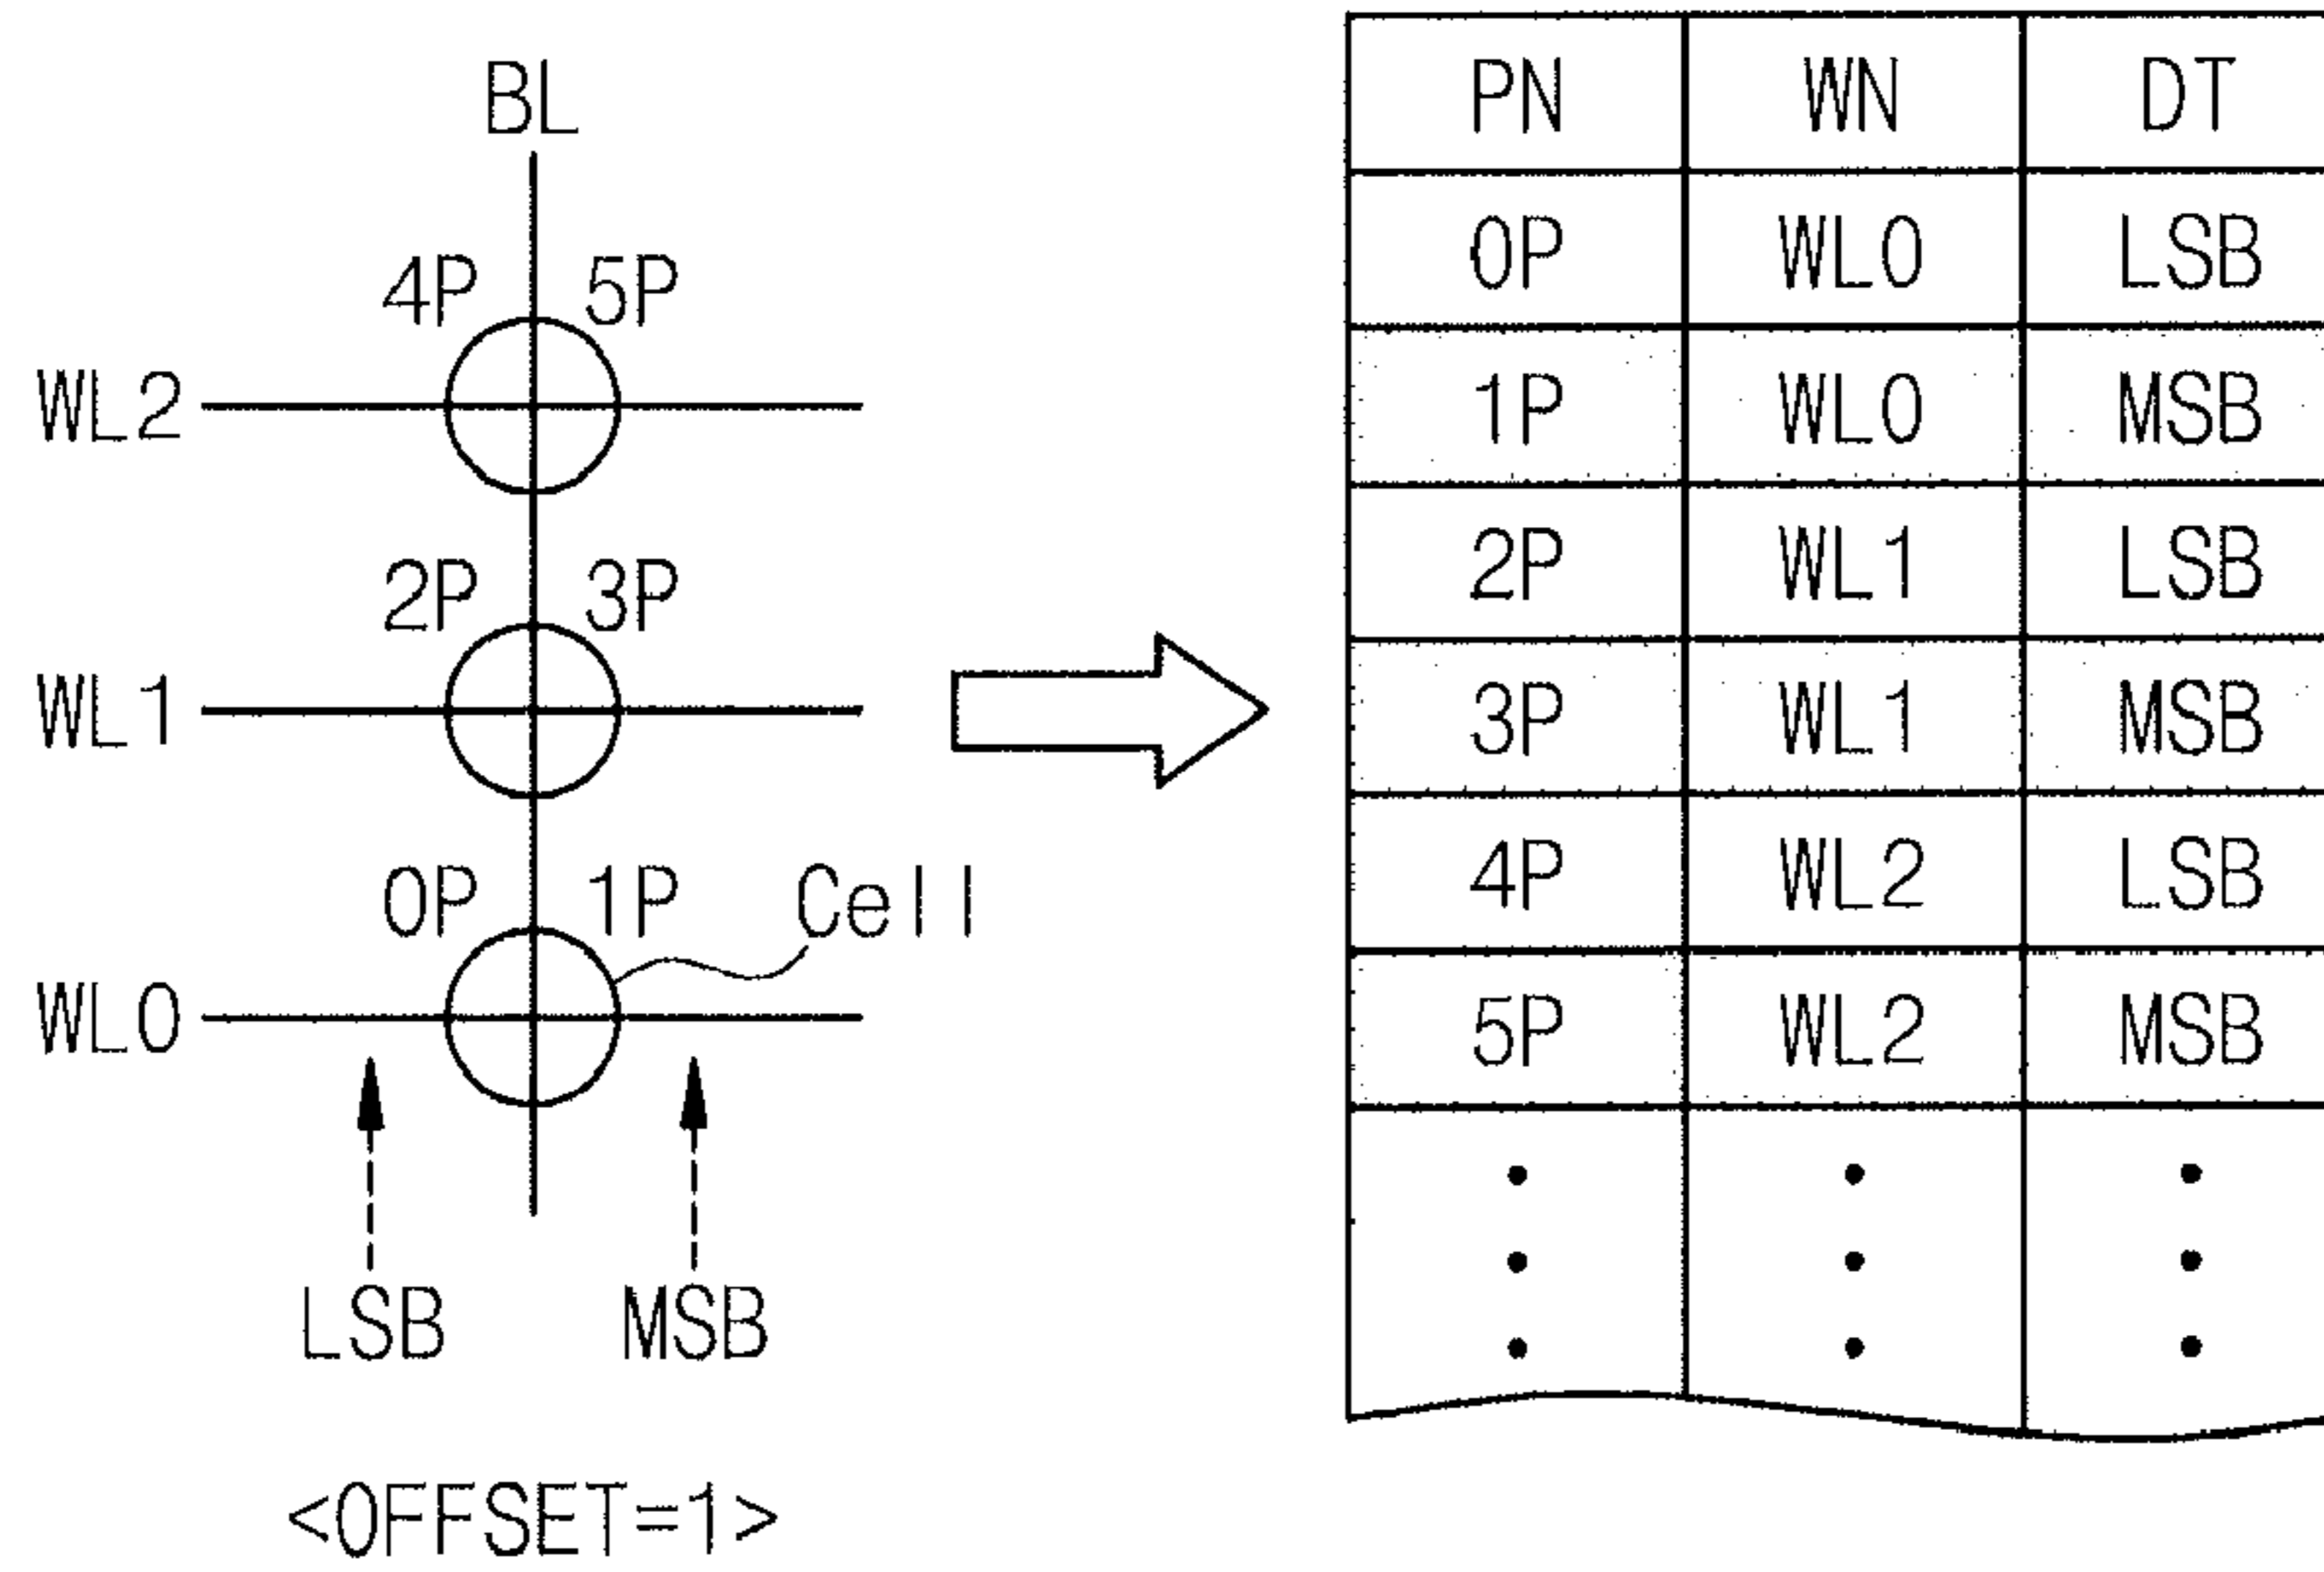 BL
4P 5P
WL2
2P 3P
WL1
0P 1P Cell
WL0
LSB MSB
<OFFSET=1>
PN WN DT
0P WL0 LSB
1P WL0 MSB
2P WL1 LSB
3P WL1 MSB
4P WL2 LSB
5P WL2 MSB